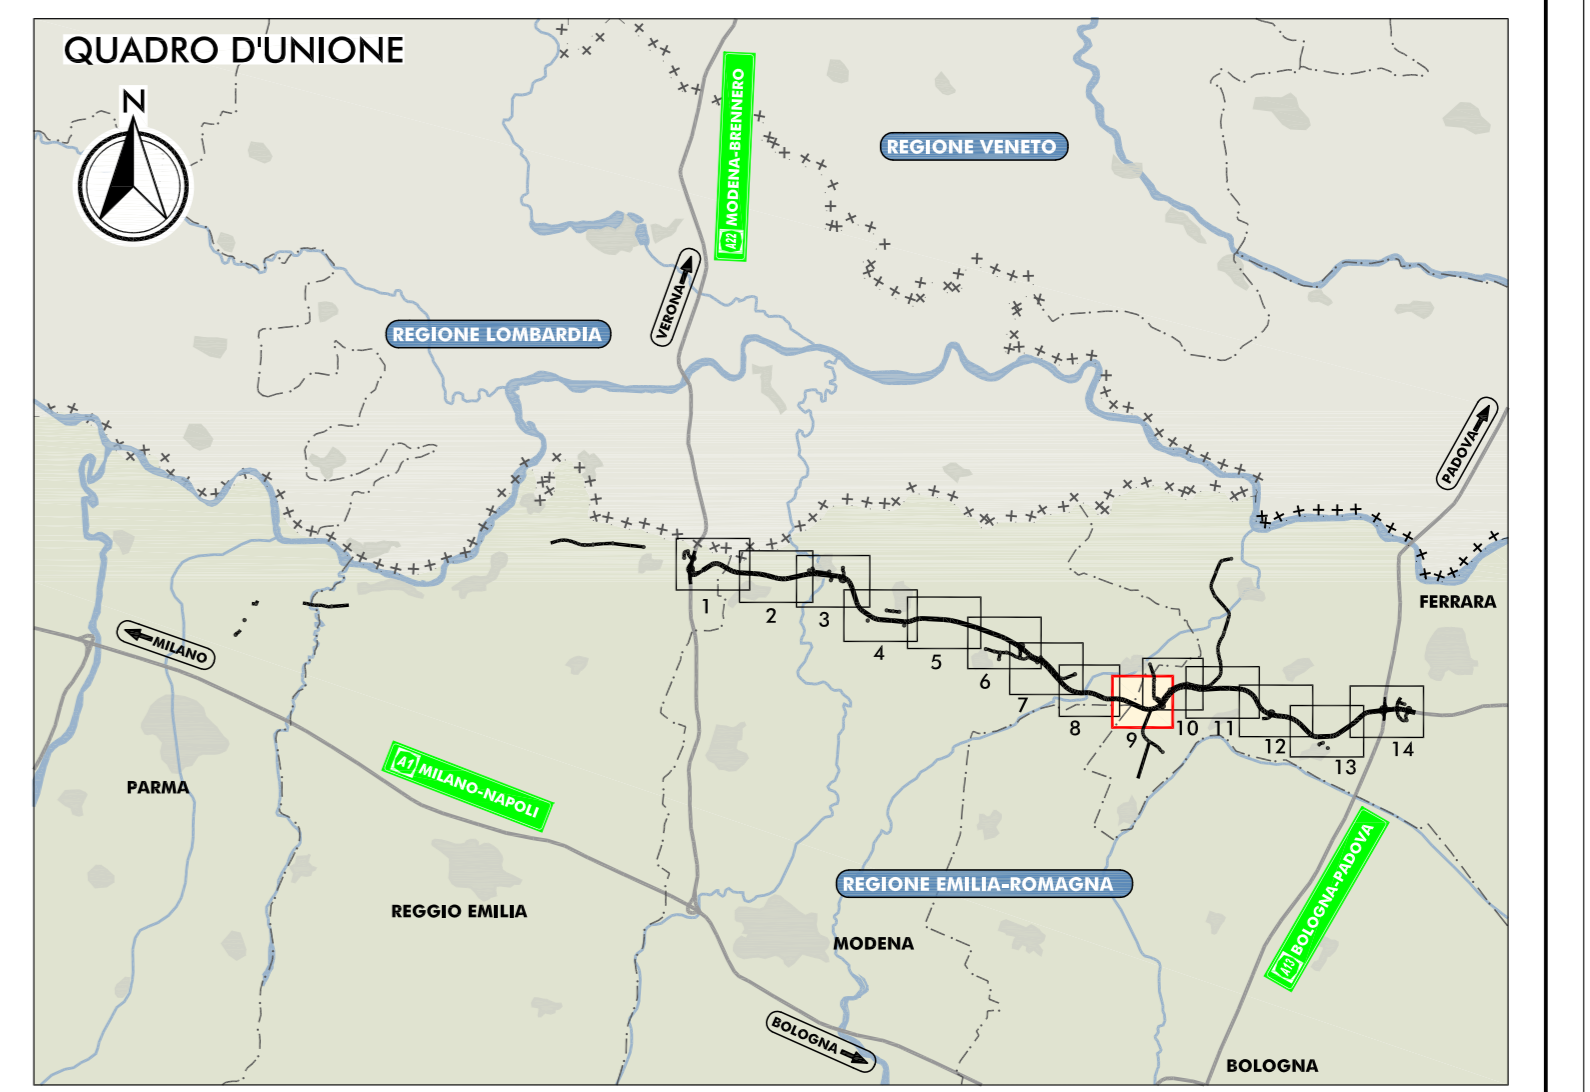 QUADRO D'UNIONE
N
A22 MODENA-BRENNERO
REGIONE VENETO
VERONA
REGIONE LOMBARDIA
PADOVA
FERRARA
1
2
3
4
5
6
7
8
9
10
11
12
13
14
MILANO
PARMA
A1 MILANO-NAPOLI
REGIONE EMILIA-ROMAGNA
REGGIO EMILIA
MODENA
A13 BOLOGNA-PADOVA
BOLOGNA
BOLOGNA